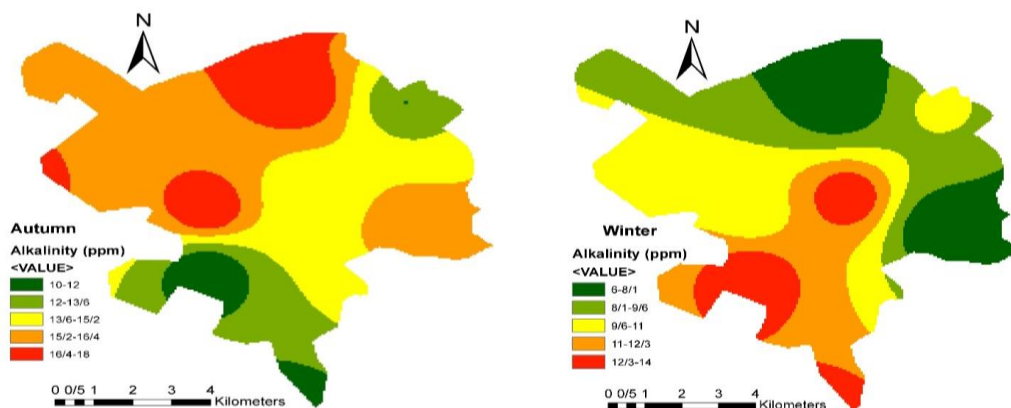 N
Autumn
Alkalinity (ppm)
<VALUE>
10-12
12-13/6
13/6-15/2
15/2-16/4
16/4-18
0 0/5 1 2 3 4
Kilometers
N
Winter
Alkalinity (ppm)
<VALUE>
6-8/1
8/1-9/6
9/6-11
11-12/3
12/3-14
0 0/5 1 2 3 4
Kilometers